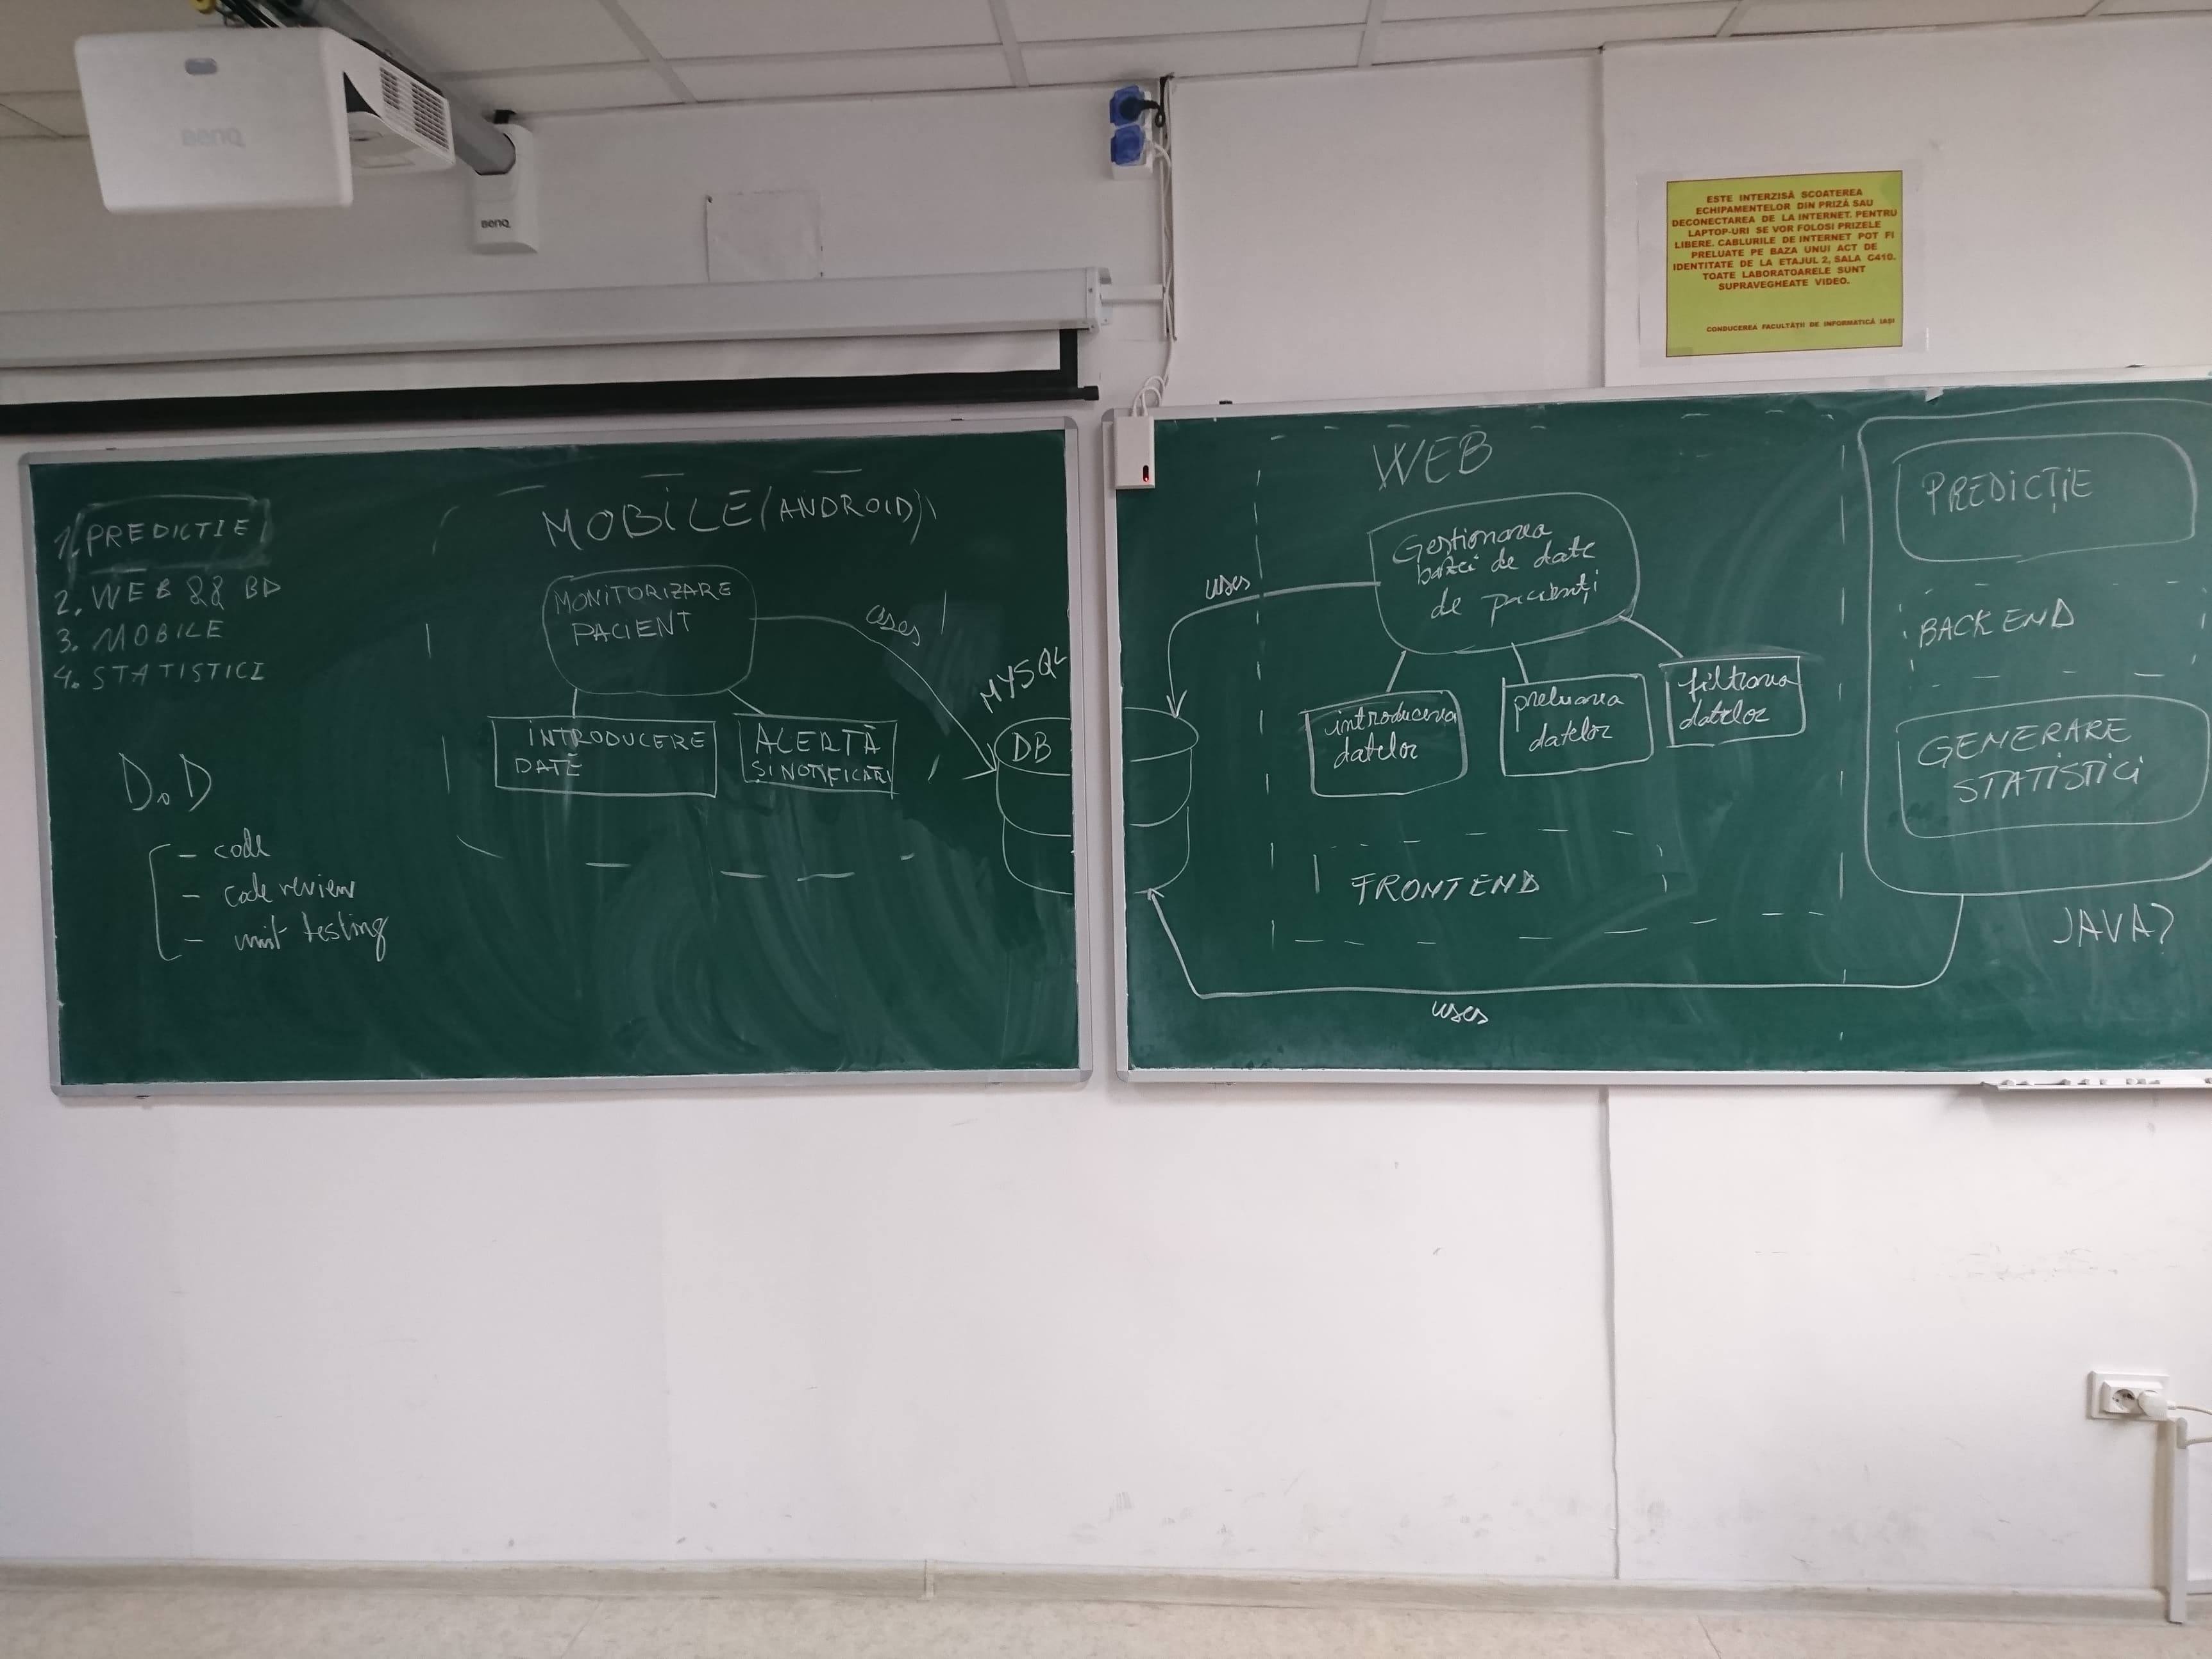 BENQ
BENQ
ESTE INTERZISĂ SCOATEREA
ECHIPAMENTELOR DIN PRIZĂ SAU
DECONECTAREA DE LA INTERNET. PENTRU
LAPTOP-URI SE VOR FOLOSI PRIZELE
LIBERE. CABLURILE DE INTERNET POT FI
PRELUATE PE BAZA UNUI ACT DE
IDENTITATE DE LA ETAJUL 2, SALA C410.
TOATE LABORATOARELE SUNT
SUPRAVEGHEATE VIDEO.
CONDUCEREA FACULTĂȚII DE INFORMATICĂ IAȘI
1. PREDICTIE
2. WEB && BD
3. MOBILE
4. STATISTICI
DoD
- code
- code review
- unit testing
MOBILE (ANDROID)
MONITORIZARE
PACIENT
INTRODUCERE
DATE
ALERTĂ
ȘI NOTIFICĂRI
uses
MYSQL
DB
WEB
Gestionarea
bazei de date
de pacienți
uses
introducerea
datelor
preluarea
datelor
filtrarea
datelor
FRONTEND
uses
PREDICȚIE
BACKEND
GENERARE
STATISTICI
JAVA?